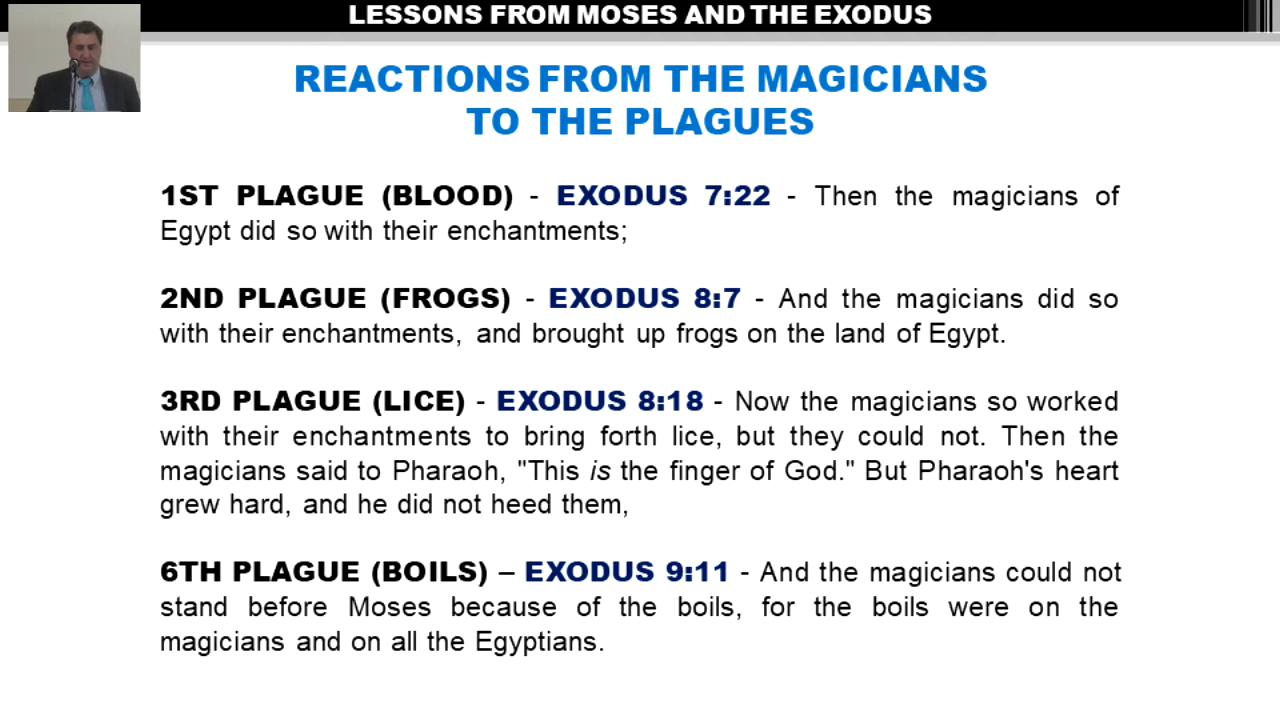 LESSONS FROM MOSES AND THE EXODUS
REACTIONS FROM THE MAGICIANS
TO THE PLAGUES
1ST PLAGUE (BLOOD) - EXODUS 7:22 - Then the magicians of
Egypt did so with their enchantments;
2ND PLAGUE (FROGS) - EXODUS 8:7 - And the magicians did so
with their enchantments, and brought up frogs on the land of Egypt.
3RD PLAGUE (LICE) - EXODUS 8:18 - Now the magicians so worked
with their enchantments to bring forth lice, but they could not. Then the
magicians said to Pharaoh, "This is the finger of God." But Pharaoh's heart
grew hard, and he did not heed them,
6TH PLAGUE (BOILS) – EXODUS 9:11 - And the magicians could not
stand before Moses because of the boils, for the boils were on the
magicians and on all the Egyptians.